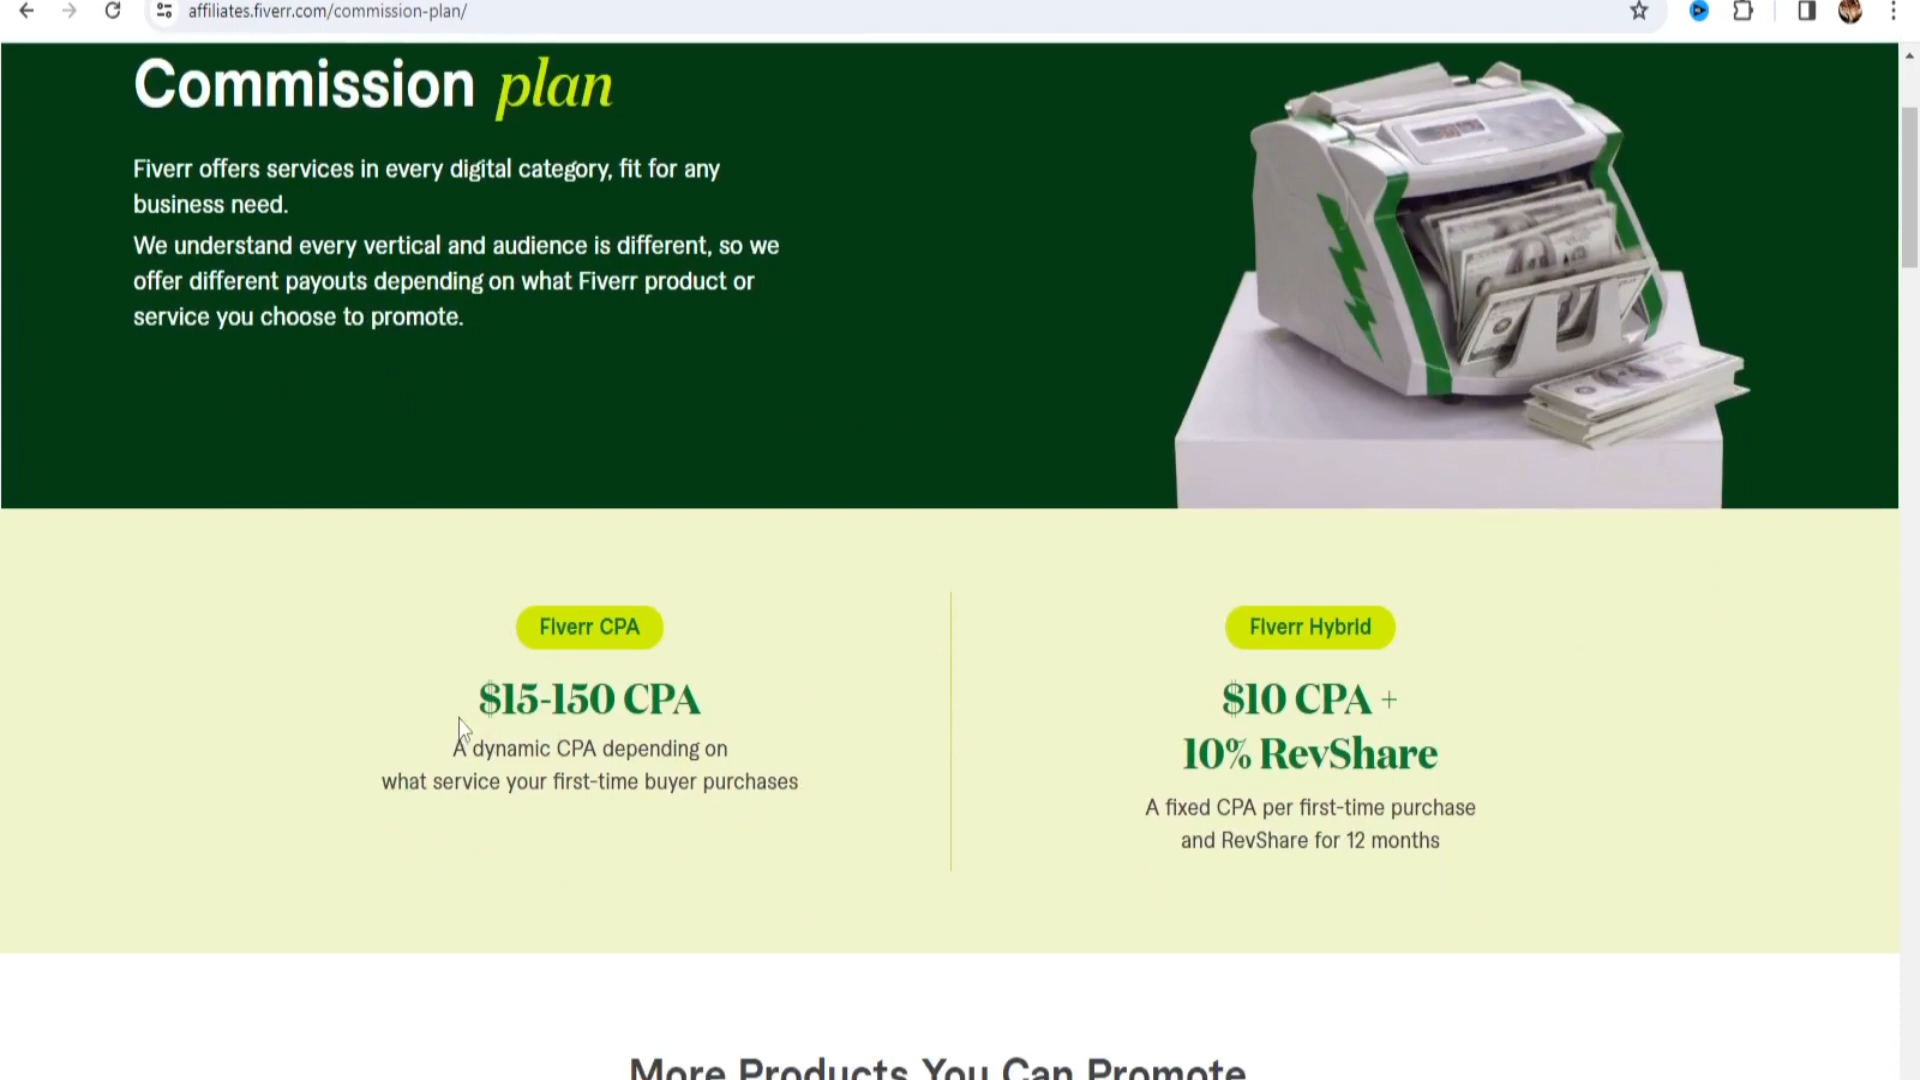 affiliates.fiverr.com/commission-plan/
Commission plan
Fiverr offers services in every digital category, fit for any
business need.
We understand every vertical and audience is different, so we
offer different payouts depending on what Fiverr product or
service you choose to promote.
Fiverr CPA
$15-150 CPA
A dynamic CPA depending on
what service your first-time buyer purchases
Fiverr Hybrid
$10 CPA +
10% RevShare
A fixed CPA per first-time purchase
and RevShare for 12 months
More Products You Can Promote